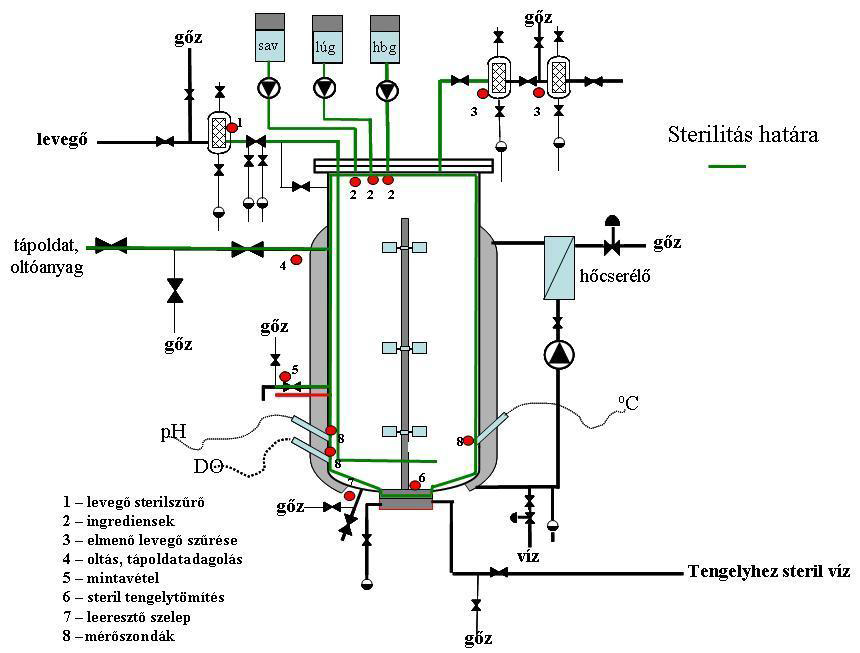 gőz
sav
lúg
hbg
gőz
1
3
3
levegő
Sterilitás határa
2
2
2
tápoldat,
oltóanyag
4
gőz
hőcserélő
gőz
gőz
5
pH
8
DO
8
8
°C
6
7
gőz
víz
Tengelyhez steril víz
gőz
1 – levegő sterilszűrő
2 – ingrediensek
3 – elmenő levegő szűrése
4 – oltás, tápoldatadagolás
5 – mintavétel
6 – steril tengelytömítés
7 – leeresztő szelep
8 – mérőszondák